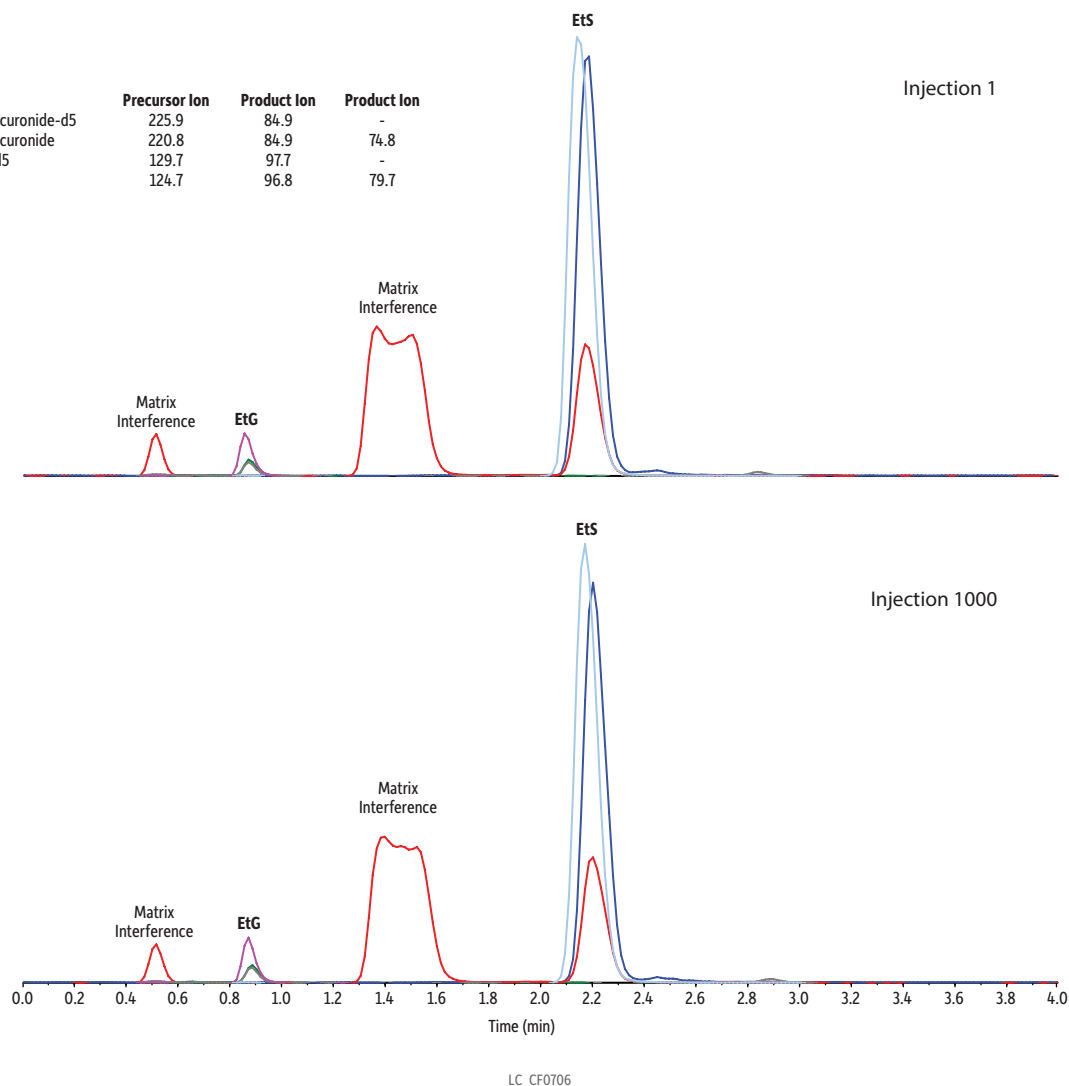 EtS
Injection 1
Precursor Ion Product Ion Product Ion
curonide-d5 225.9 84.9 -
curonide 220.8 84.9 74.8
d5 129.7 97.7 -
124.7 96.8 79.7
Matrix
Interference
Matrix
Interference
EtG
EtS
Injection 1000
Matrix
Interference
Matrix
Interference
EtG
0.0 0.2 0.4 0.6 0.8 1.0 1.2 1.4 1.6 1.8 2.0 2.2 2.4 2.6 2.8 3.0 3.2 3.4 3.6 3.8 4.0
Time (min)
LC_CF0706